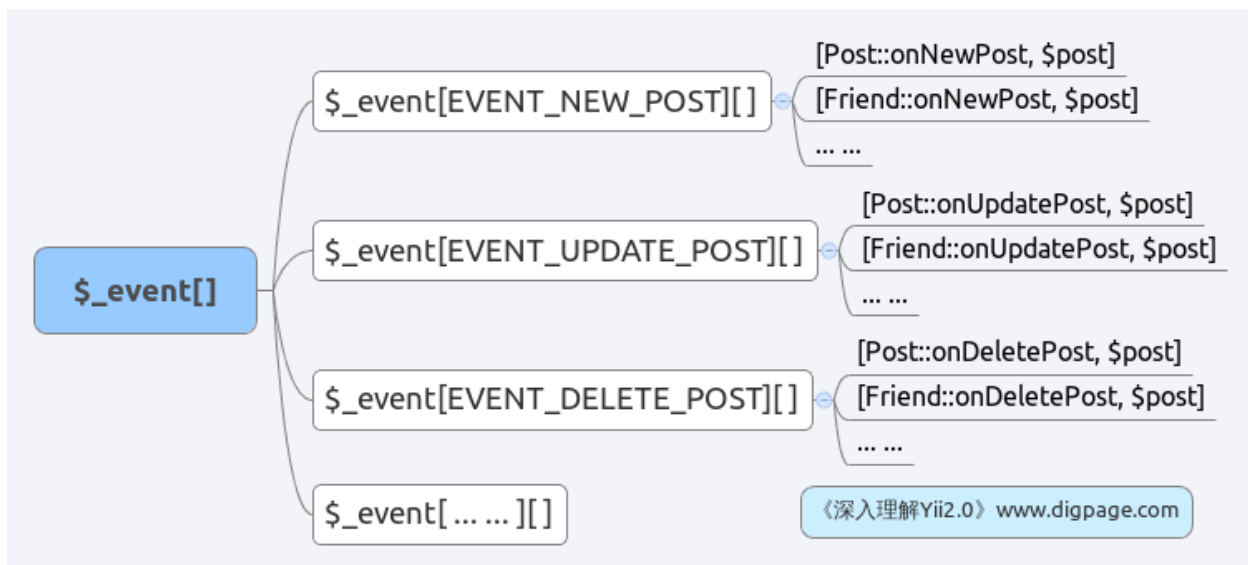 $_event[]
$_event[EVENT_NEW_POST][ ]
[Post::onNewPost, $post]
[Friend::onNewPost, $post]
... ...
$_event[EVENT_UPDATE_POST][ ]
[Post::onUpdatePost, $post]
[Friend::onUpdatePost, $post]
... ...
$_event[EVENT_DELETE_POST][ ]
[Post::onDeletePost, $post]
[Friend::onDeletePost, $post]
... ...
$_event[ ... ... ][ ]
《深入理解Yii2.0》www.digpage.com